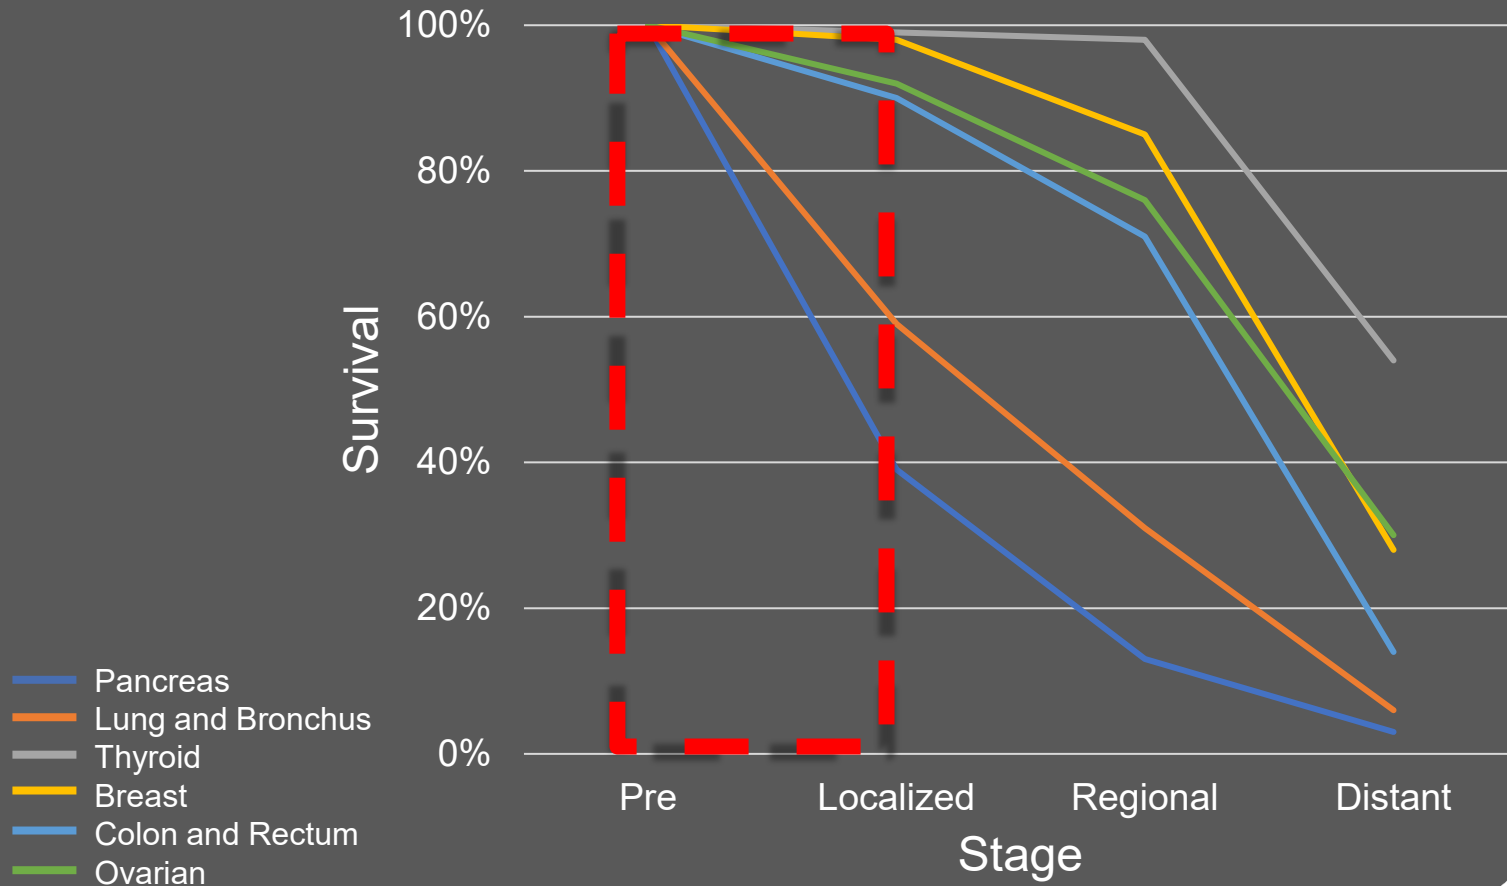 100%
80%
60%
40%
20%
0%
Survival
Pre Localized Regional Distant
Stage
Pancreas
Lung and Bronchus
Thyroid
Breast
Colon and Rectum
Ovarian